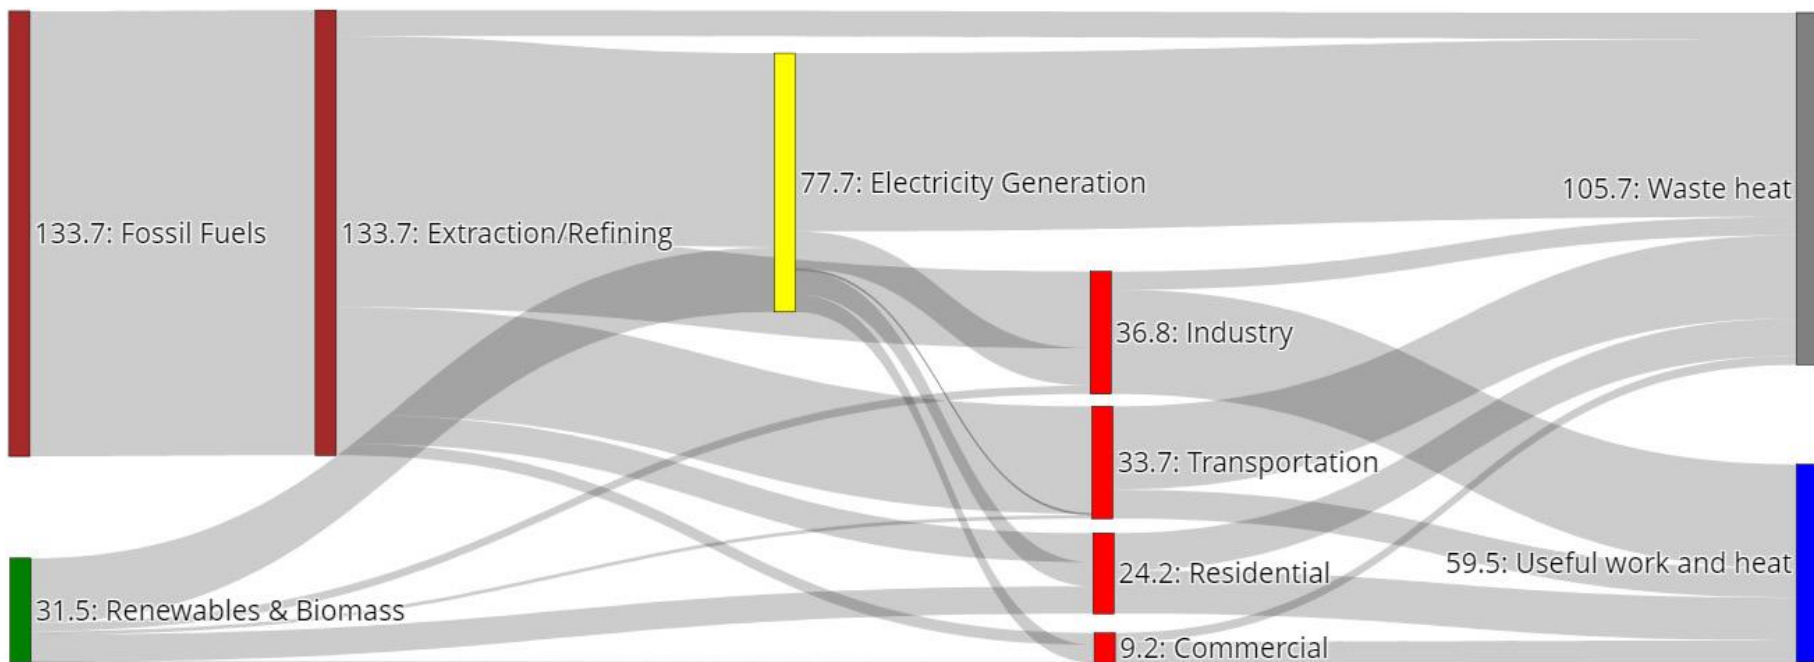 133.7: Fossil Fuels
133.7: Extraction/Refining
77.7: Electricity Generation
105.7: Waste heat
36.8: Industry
33.7: Transportation
24.2: Residential
59.5: Useful work and heat
31.5: Renewables & Biomass
9.2: Commercial